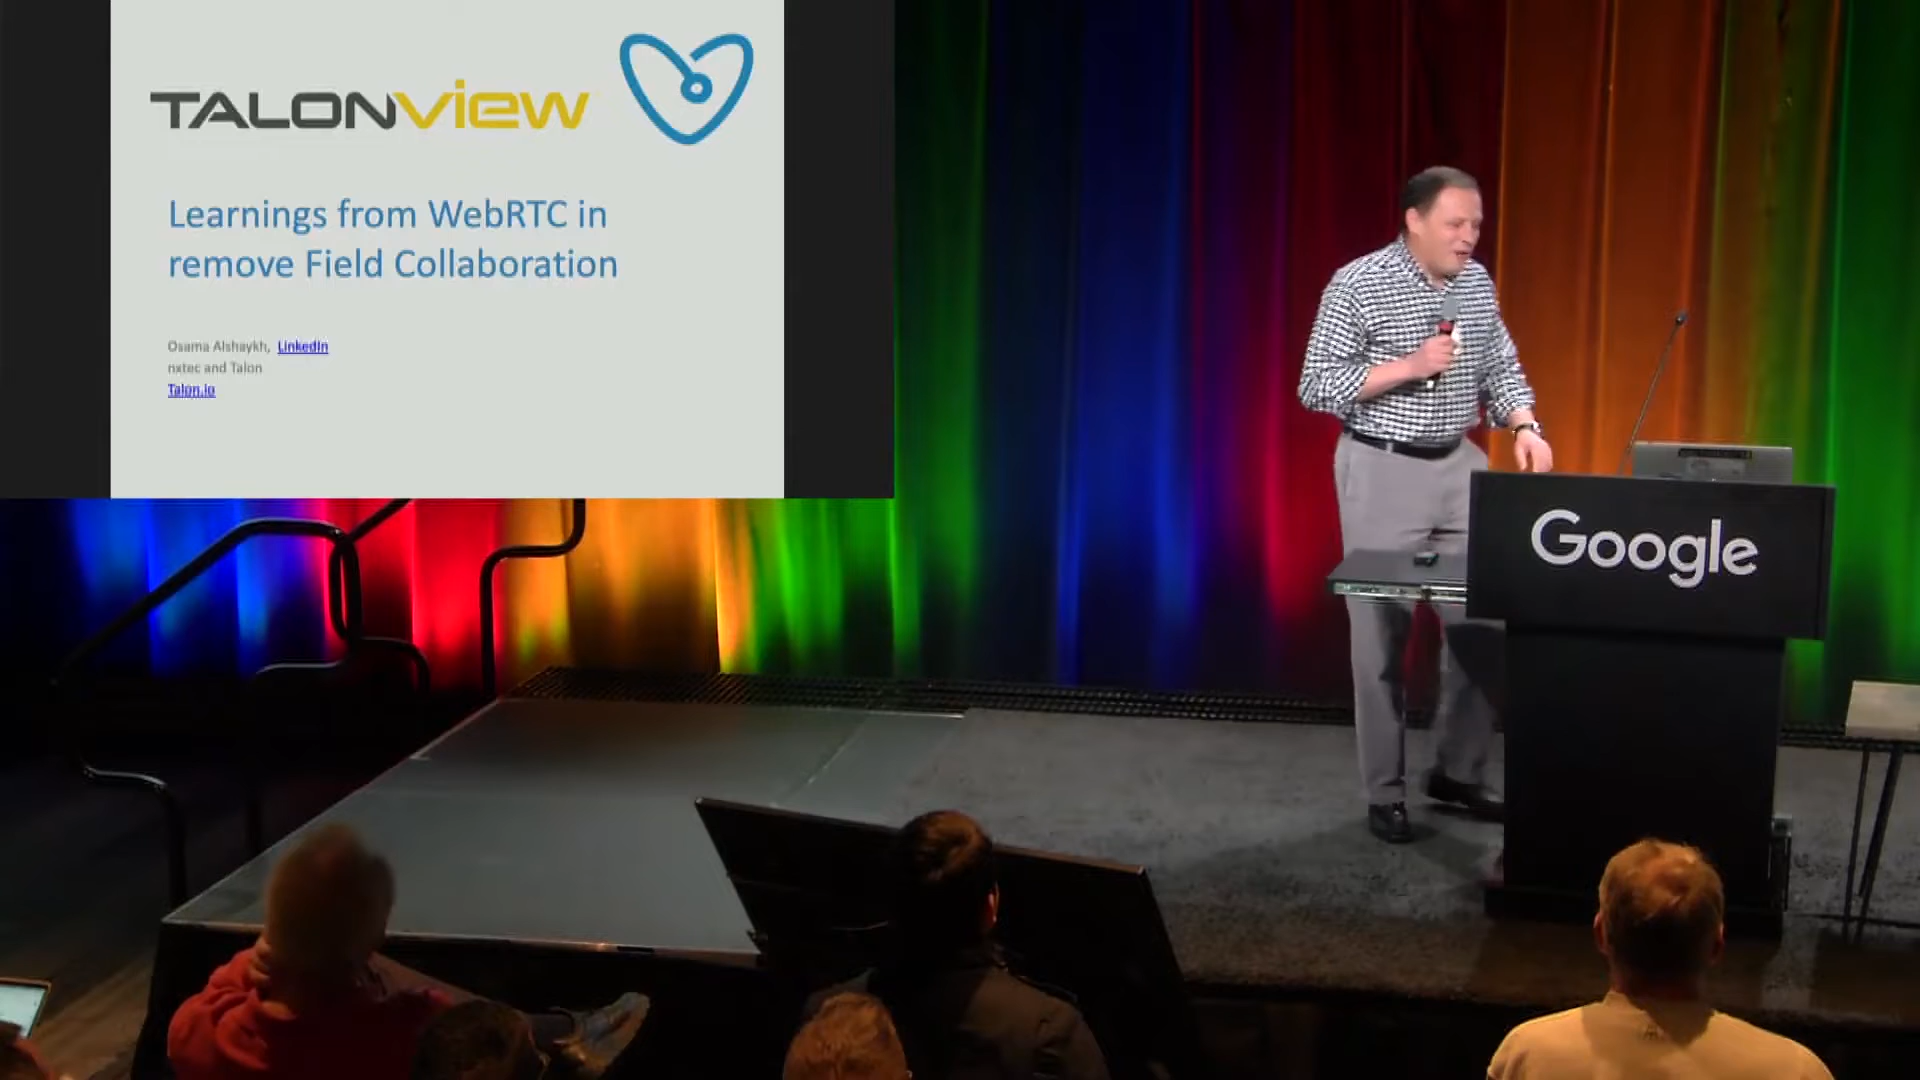 TALONview
Learnings from WebRTC in
remove Field Collaboration
Osama Alshaykh, LinkedIn
nxtec and Talon
Talon.io
Google